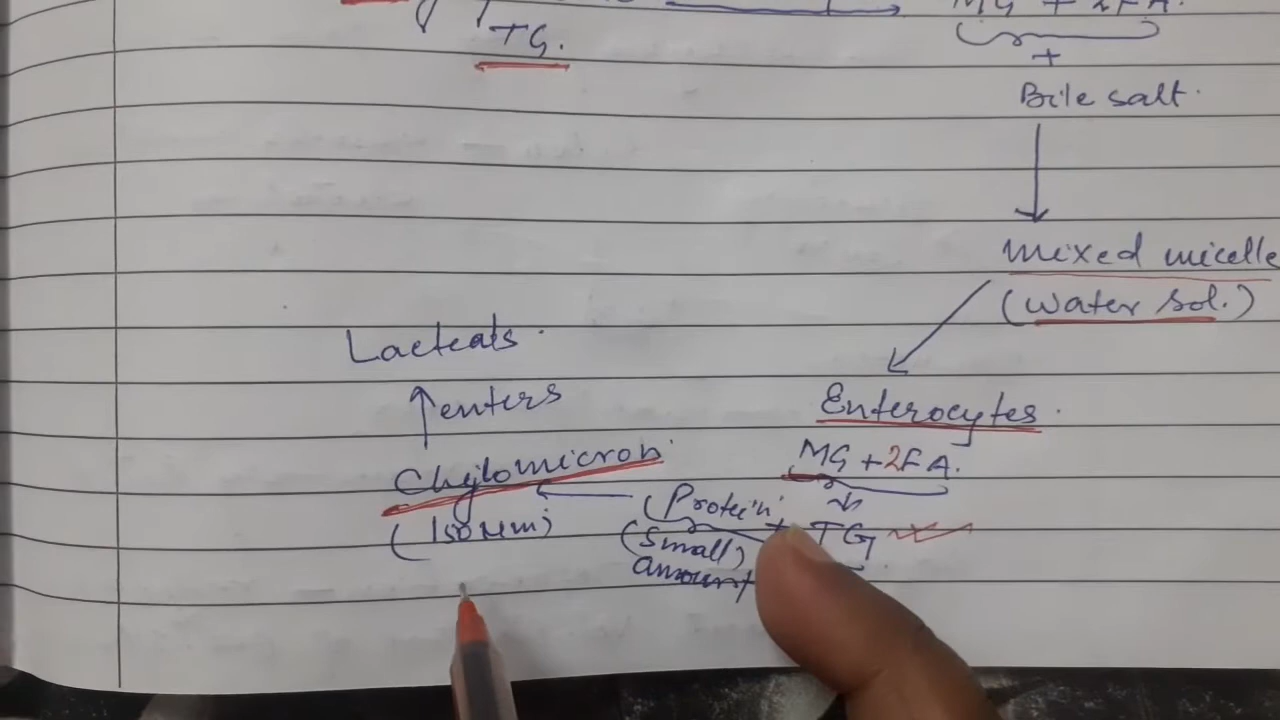 MG + 2FA.
TG.
+
Bile salt.
Mixed micelle
(water sol.)
Lacteals.
enters
Enterocytes.
MG + 2FA.
Chylomicron
(Protein + TG
(small)
amount